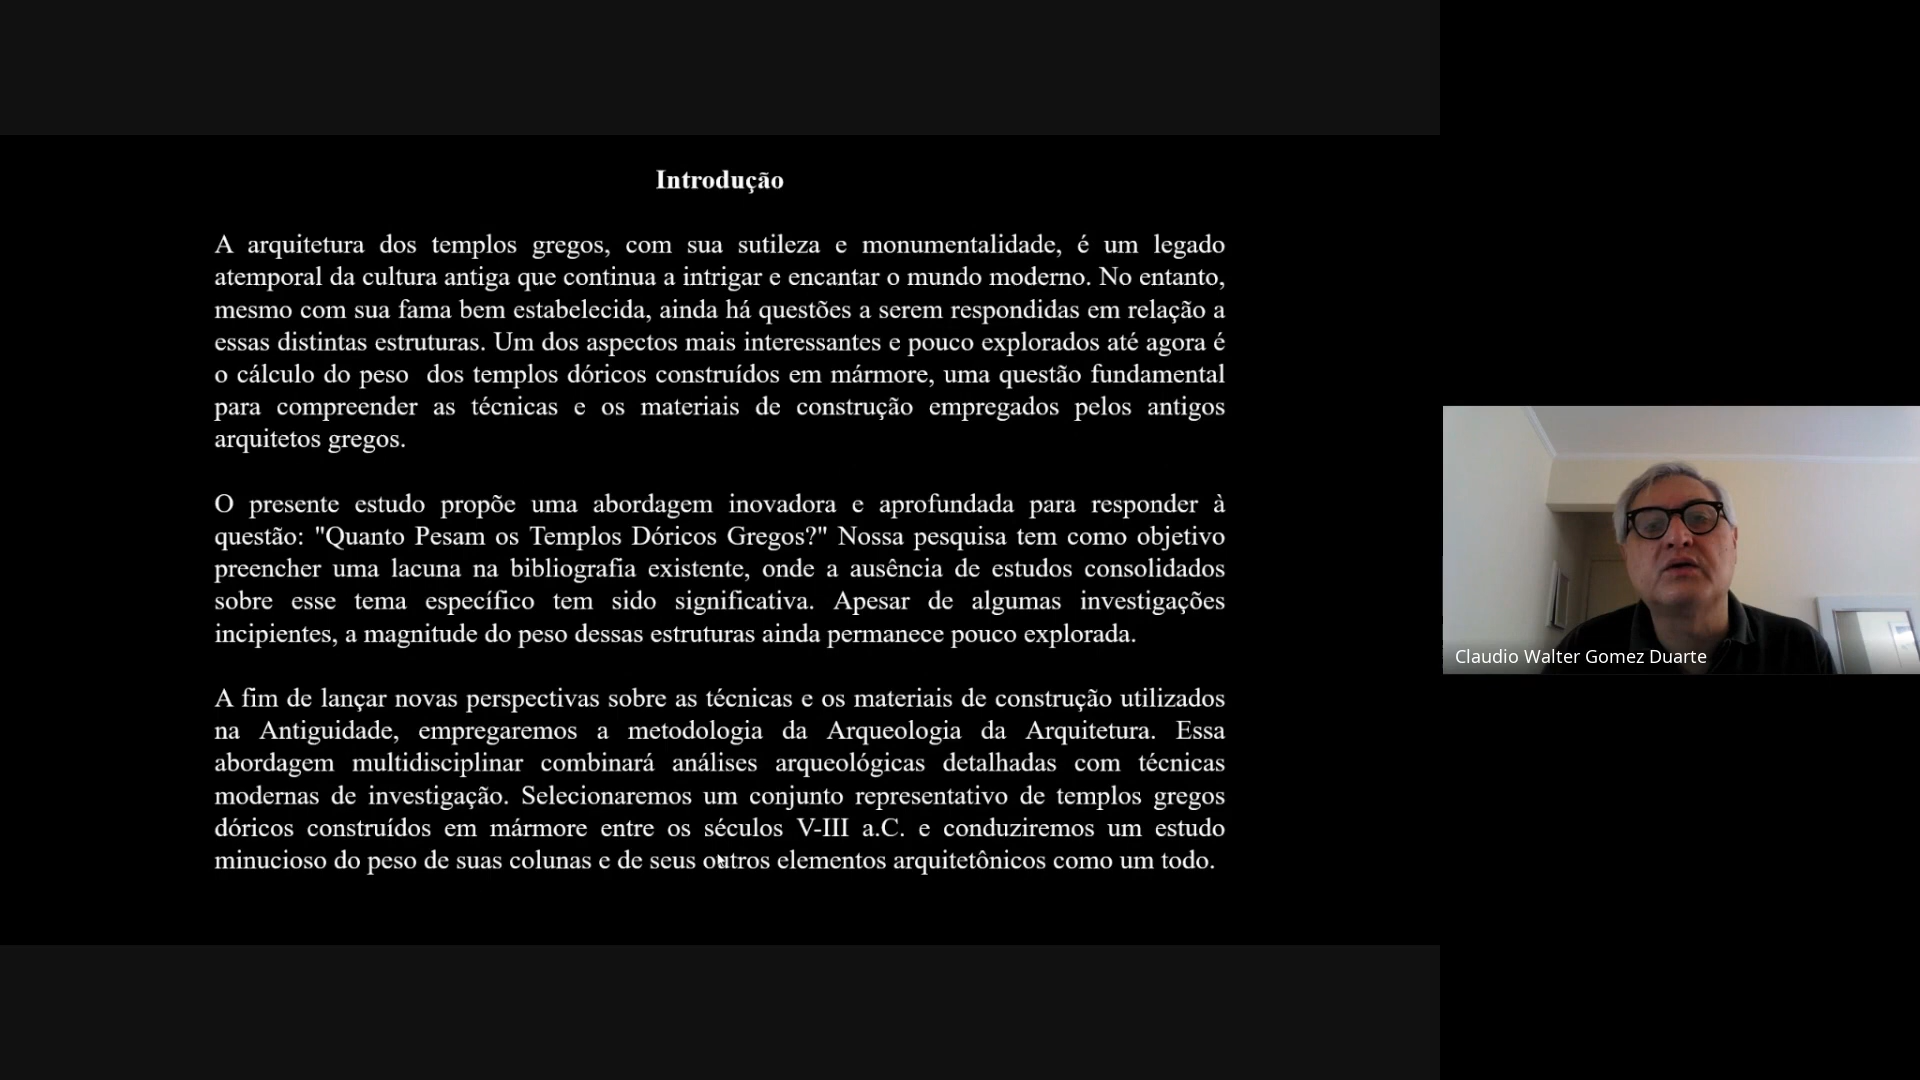 Introdução
A arquitetura dos templos gregos, com sua sutileza e monumentalidade, é um legado
atemporal da cultura antiga que continua a intrigar e encantar o mundo moderno. No entanto,
mesmo com sua fama bem estabelecida, ainda há questões a serem respondidas em relação a
essas distintas estruturas. Um dos aspectos mais interessantes e pouco explorados até agora é
o cálculo do peso  dos templos dóricos construídos em mármore, uma questão fundamental
para compreender as técnicas e os materiais de construção empregados pelos antigos
arquitetos gregos.
O presente estudo propõe uma abordagem inovadora e aprofundada para responder à
questão: "Quanto Pesam os Templos Dóricos Gregos?" Nossa pesquisa tem como objetivo
preencher uma lacuna na bibliografia existente, onde a ausência de estudos consolidados
sobre esse tema específico tem sido significativa. Apesar de algumas investigações
incipientes, a magnitude do peso dessas estruturas ainda permanece pouco explorada.
A fim de lançar novas perspectivas sobre as técnicas e os materiais de construção utilizados
na Antiguidade, empregaremos a metodologia da Arqueologia da Arquitetura. Essa
abordagem multidisciplinar combinará análises arqueológicas detalhadas com técnicas
modernas de investigação. Selecionaremos um conjunto representativo de templos gregos
dóricos construídos em mármore entre os séculos V-III a.C. e conduziremos um estudo
minucioso do peso de suas colunas e de seus outros elementos arquitetônicos como um todo.
Claudio Walter Gomez Duarte